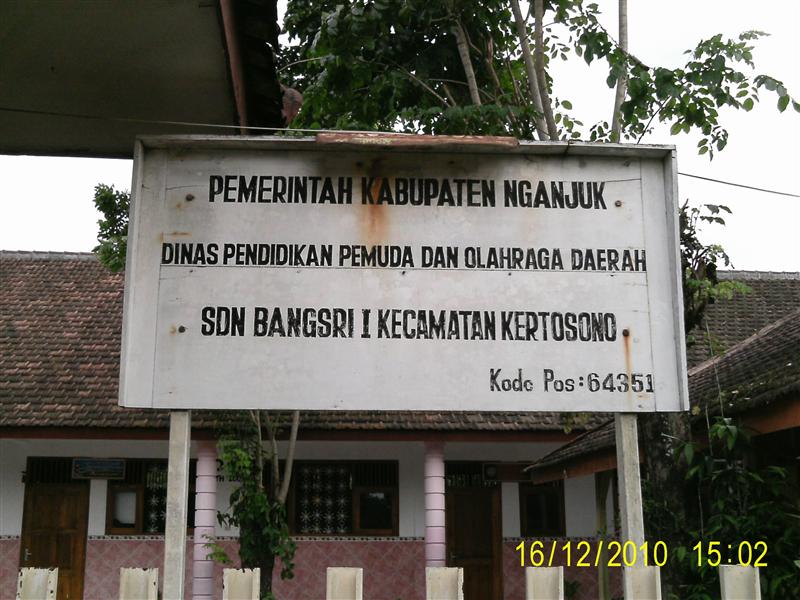 PEMERINTAH KABUPATEN NGANJUK
DINAS PENDIDIKAN PEMUDA DAN OLAHRAGA DAERAH
SDN BANGSRI I KECAMATAN KERTOSONO
Kode Pos:64351
16/12/2010 15:02